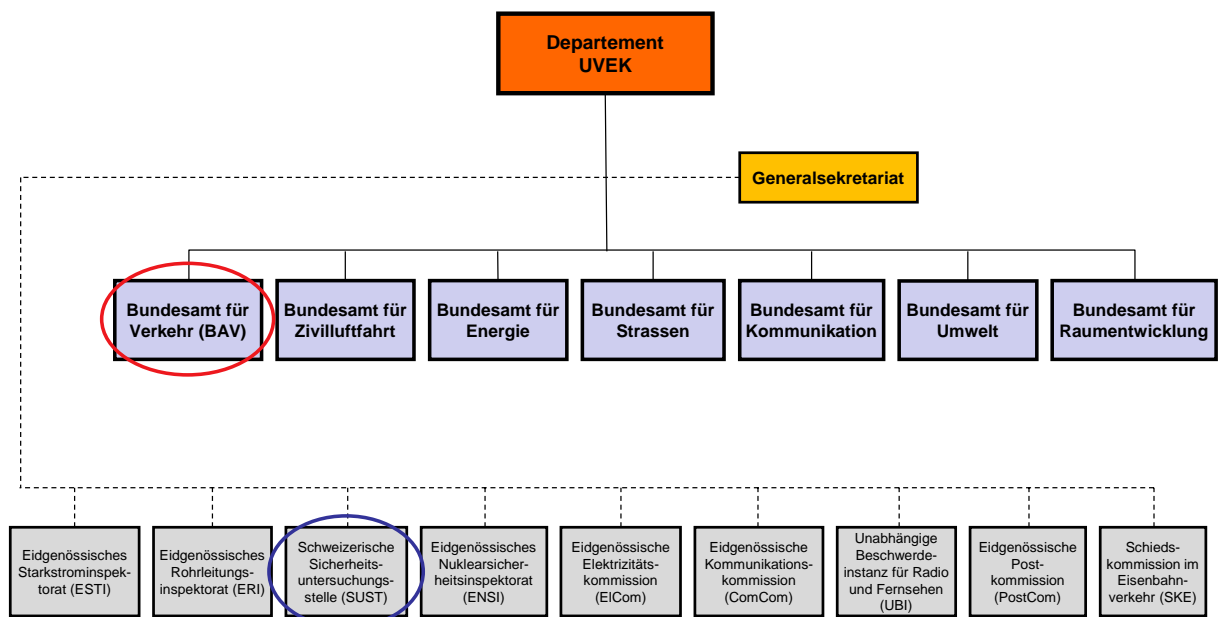 Departement
UVEK
Generalsekretariat
Bundesamt für
Verkehr (BAV)
Bundesamt für
Zivilluftfahrt
Bundesamt für
Energie
Bundesamt für
Strassen
Bundesamt für
Kommunikation
Bundesamt für
Umwelt
Bundesamt für
Raumentwicklung
Eidgenössisches
Starkstrominspek-
torat (ESTI)
Eidgenössisches
Rohrleitungs-
inspektorat (ERI)
Schweizerische
Sicherheits-
untersuchungs-
stelle (SUST)
Eidgenössisches
Nuklearsicher-
heitsinspektorat
(ENSI)
Eidgenössische
Elektrizitäts-
kommission
(ElCom)
Eidgenössische
Kommunikations-
kommission
(ComCom)
Unabhängige
Beschwerde-
instanz für Radio
und Fernsehen
(UBI)
Eidgenössische
Post-
kommission
(PostCom)
Schieds-
kommission im
Eisenbahn-
verkehr (SKE)